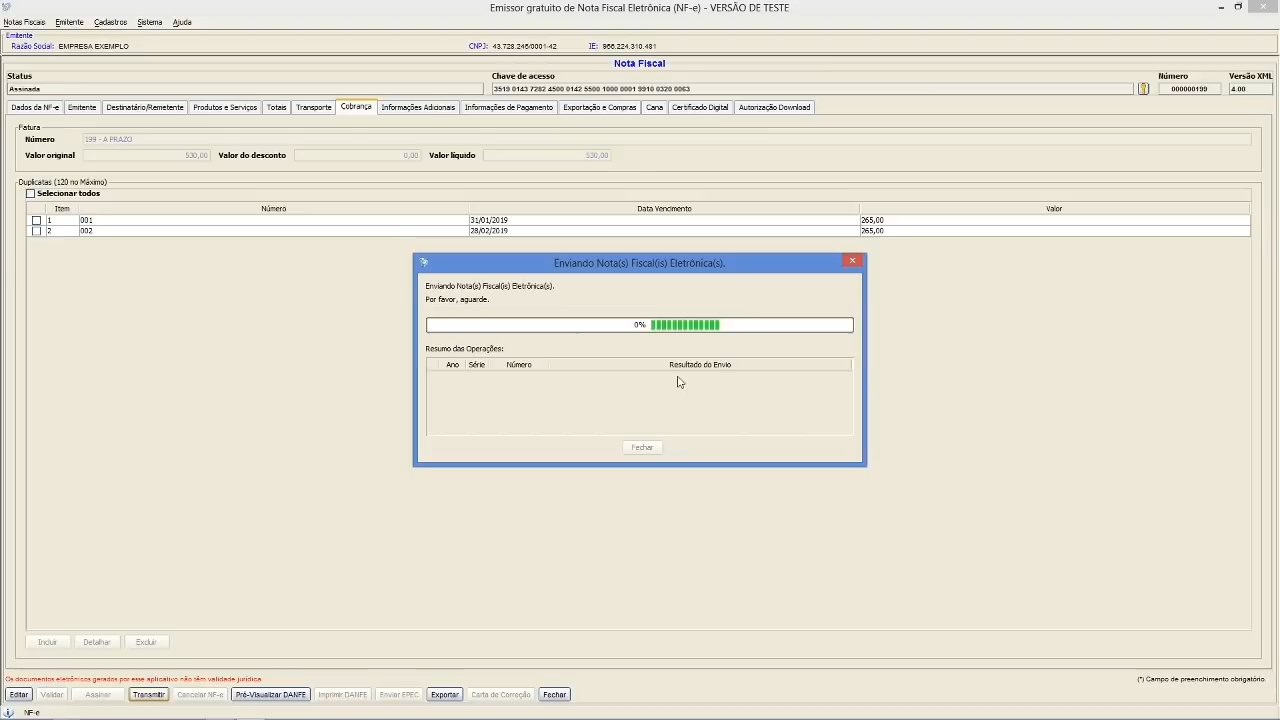 Emissor gratuito de Nota Fiscal Eletrônica (NF-e) - VERSÃO DE TESTE
Notas Fiscais Emitente Cadastros Sistema Ajuda
Emitente
Razão Social: EMPRESA EXEMPLO CNPJ: 43.728.245/0001-42 IE: 966.224.310.481
Nota Fiscal
Status Chave de acesso Número Versão XML
Assinada 3519 0143 7282 4500 0142 5500 1000 0001 9910 0320 0063 000000199 4.00
Dados da NF-e Emitente Destinatário/Remetente Produtos e Serviços Totais Transporte Cobrança Informações Adicionais Informações de Pagamento Exportação e Compras Cana Certificado Digital Autorização Download
Fatura
Número 199 - A PRAZO
Valor original 530,00 Valor do desconto 0,00 Valor líquido 530,00
Duplicatas (120 no Máximo)
Selecionar todos
Item Número Data Vencimento Valor
1 001 31/01/2019 265,00
2 002 28/02/2019 265,00
Enviando Nota(s) Fiscal(is) Eletrônica(s).
Enviando Nota(s) Fiscal(is) Eletrônica(s).
Por favor, aguarde.
0%
Resumo das Operações:
Ano Série Número Resultado do Envio
Fechar
Incluir Detalhar Excluir
Os documentos eletrônicos gerados por esse aplicativo não têm validade jurídica (*) Campo de preenchimento obrigatório.
Editar Validar Assinar Transmitir Cancelar NF-e Pré-Visualizar DANFE Imprimir DANFE Enviar EPEC Exportar Carta de Correção Fechar
NF-e